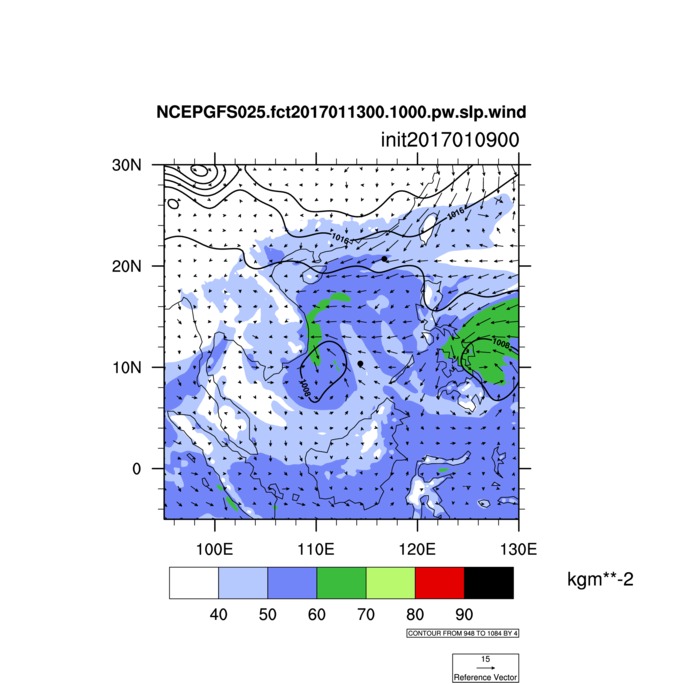 NCEPGFS025.fct2017011300.1000.pw.slp.wind
init2017010900
30N
1016
1016
20N
1008
10N
1008
0
100E 110E 120E 130E
kgm**-2
40 50 60 70 80 90
CONTOUR FROM 948 TO 1084 BY 4
15
Reference Vector